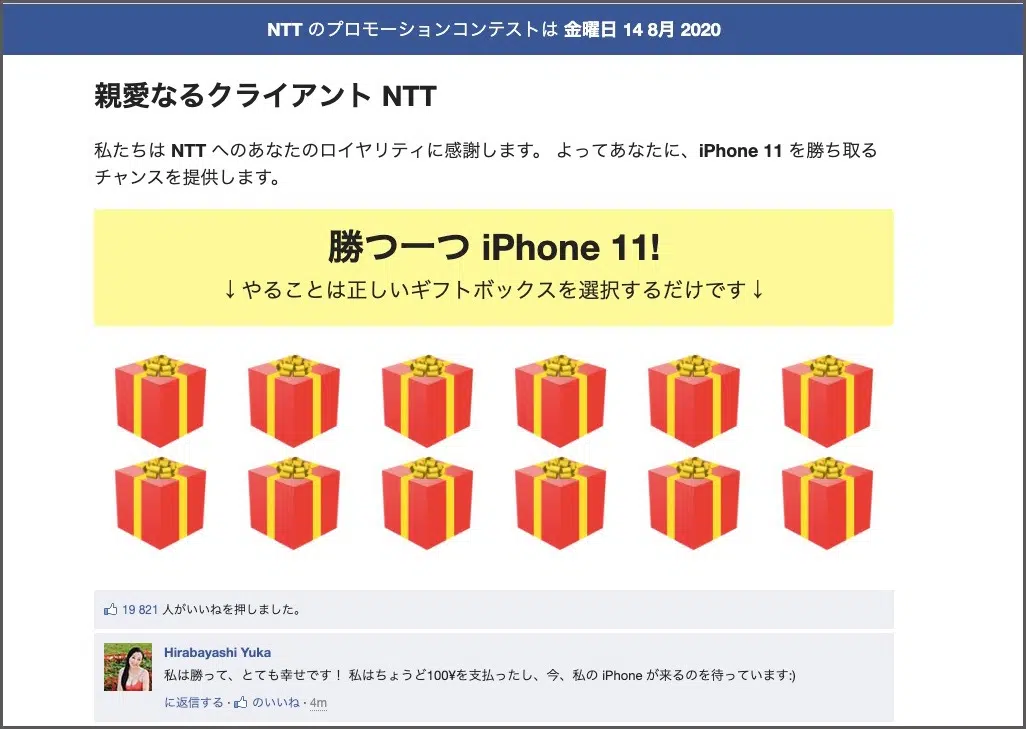 NTT のプロモーションコンテストは 金曜日 14 8月 2020
親愛なるクライアント NTT
私たちは NTT へのあなたのロイヤリティに感謝します。 よってあなたに、iPhone 11 を勝ち取る
チャンスを提供します。
勝つ一つ iPhone 11!
↓やることは正しいギフトボックスを選択するだけです↓
19 821 人がいいねを押しました。
Hirabayashi Yuka
私は勝って、とても幸せです！ 私はちょうど100¥を支払ったし、今、私の iPhone が来るのを待っています:)
に返信する · のいいね · 4m